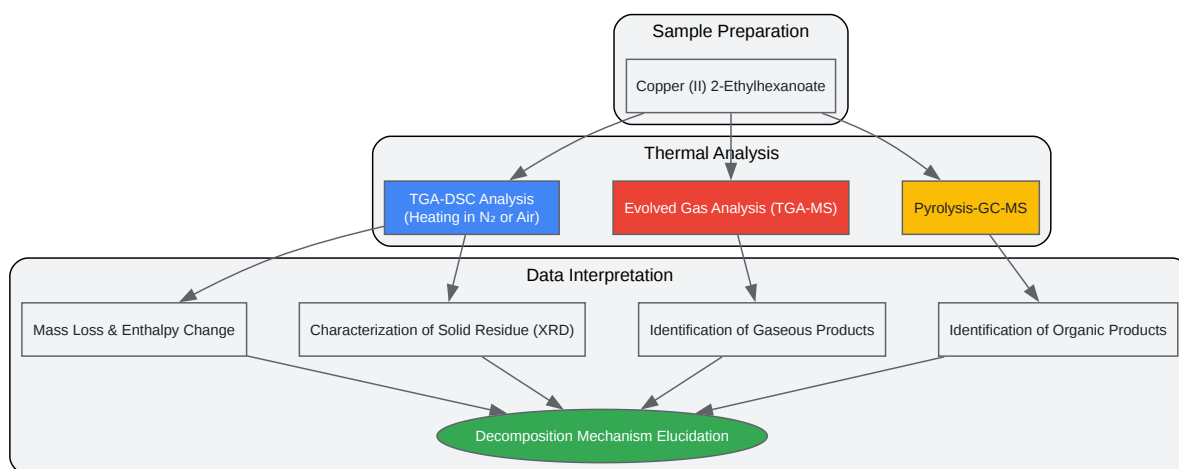 Sample Preparation
Copper (II) 2-Ethylhexanoate
Thermal Analysis
TGA-DSC Analysis
(Heating in N₂ or Air)
Evolved Gas Analysis (TGA-MS)
Pyrolysis-GC-MS
Data Interpretation
Mass Loss & Enthalpy Change
Characterization of Solid Residue (XRD)
Identification of Gaseous Products
Identification of Organic Products
Decomposition Mechanism Elucidation